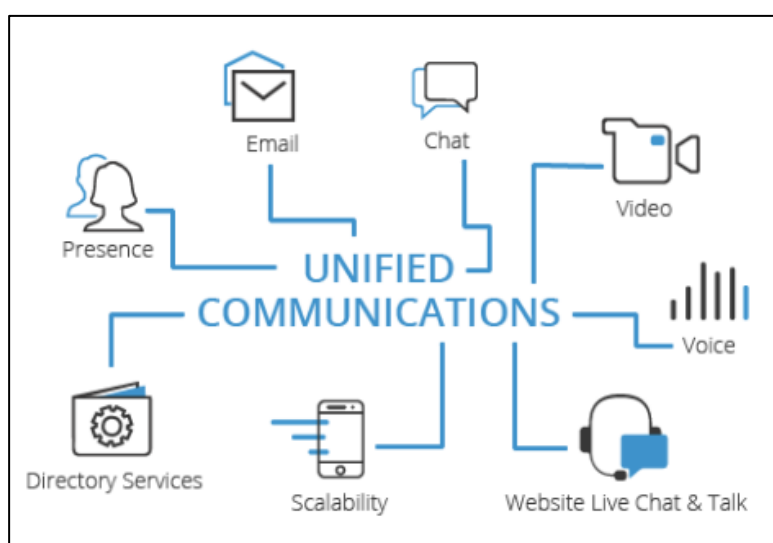 Email
Chat
Video
Presence
UNIFIED
COMMUNICATIONS
Voice
Directory Services
Scalability
Website Live Chat & Talk